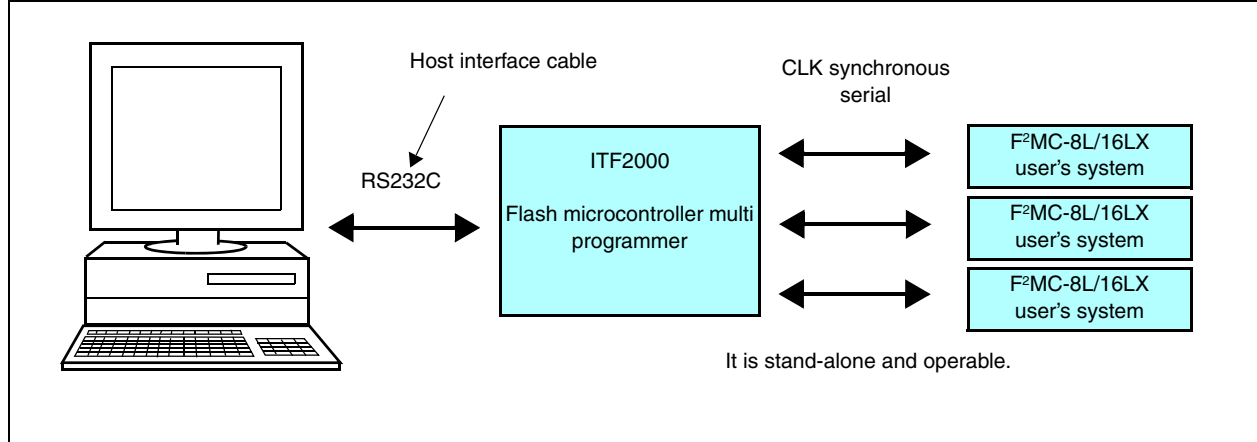 Host interface cable
CLK synchronous
serial
RS232C
ITF2000
Flash microcontroller multi
programmer
F²MC-8L/16LX
user's system
F²MC-8L/16LX
user's system
F²MC-8L/16LX
user's system
It is stand-alone and operable.